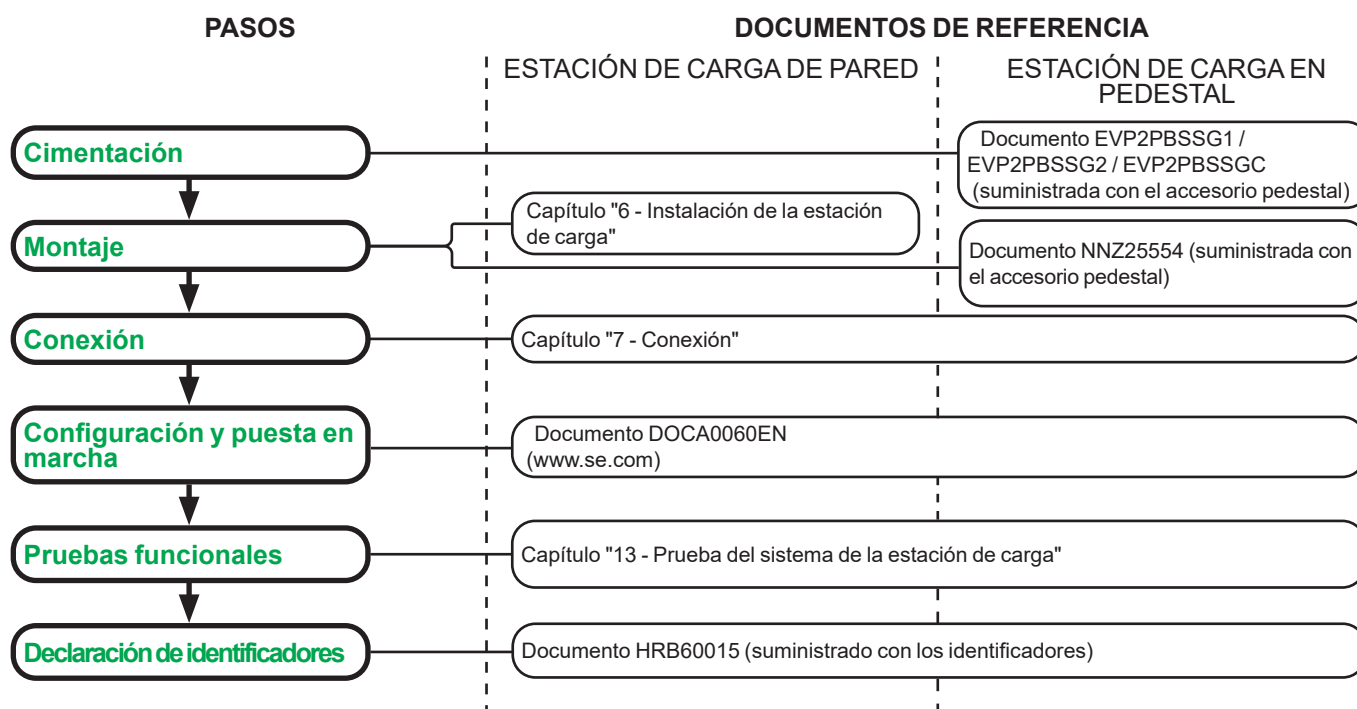 PASOS
DOCUMENTOS DE REFERENCIA
ESTACIÓN DE CARGA DE PARED
ESTACIÓN DE CARGA EN
PEDESTAL
Cimentación
Documento EVP2PBSSG1 /
EVP2PBSSG2 / EVP2PBSSGC
(suministrada con el accesorio pedestal)
Montaje
Capítulo "6 - Instalación de la estación
de carga"
Documento NNZ25554 (suministrada con
el accesorio pedestal)
Conexión
Capítulo "7 - Conexión"
Configuración y puesta en
marcha
Documento DOCA0060EN
(www.se.com)
Pruebas funcionales
Capítulo "13 - Prueba del sistema de la estación de carga"
Declaración de identificadores
Documento HRB60015 (suministrado con los identificadores)